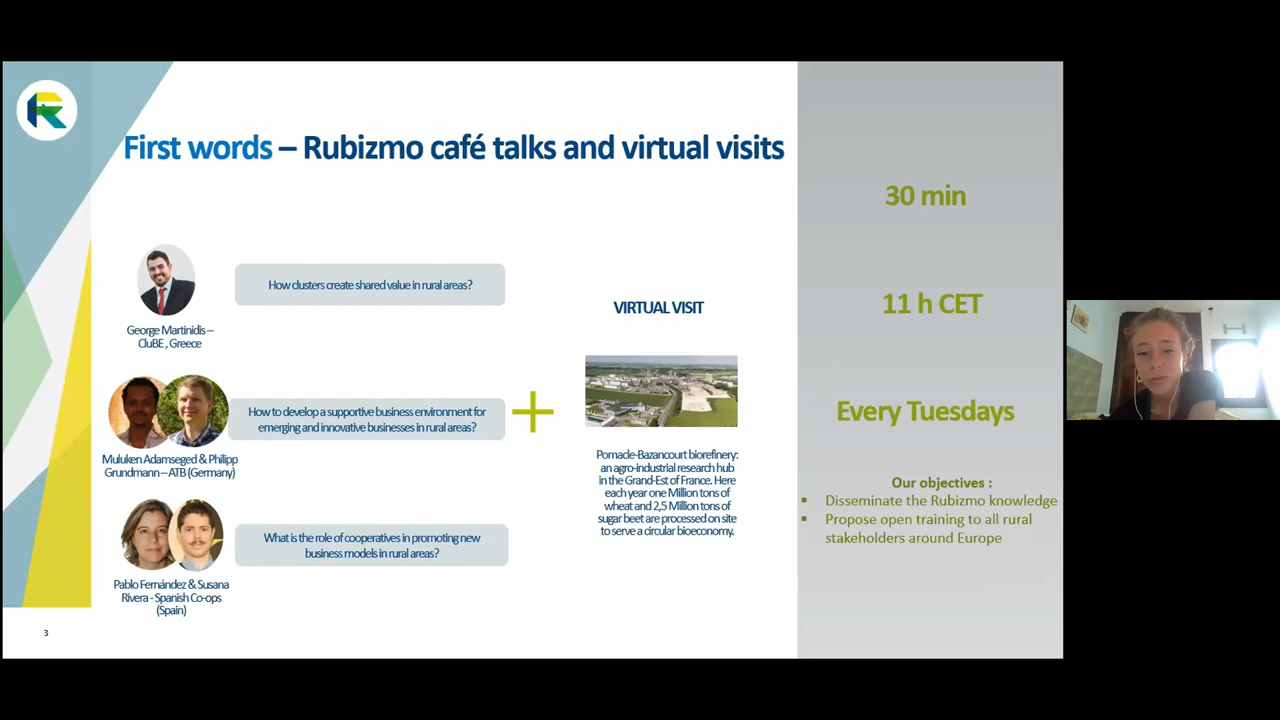 First words – Rubizmo café talks and virtual visits
George Martinidis –
CluBE , Greece
How clusters create shared value in rural areas?
Muluken Adamseged & Philipp
Grundmann – ATB (Germany)
How to develop a supportive business environment for
emerging and innovative businesses in rural areas?
Pablo Fernández & Susana
Rivera - Spanish Co-ops
(Spain)
What is the role of cooperatives in promoting new
business models in rural areas?
+
VIRTUAL VISIT
Pomacle-Bazancourt biorefinery:
an agro-industrial research hub
in the Grand-Est of France. Here
each year one Million tons of
wheat and 2,5 Million tons of
sugar beet are processed on site
to serve a circular bioeconomy.
30 min
11 h CET
Every Tuesdays
Our objectives :
▪ Disseminate the Rubizmo knowledge
▪ Propose open training to all rural
stakeholders around Europe
3